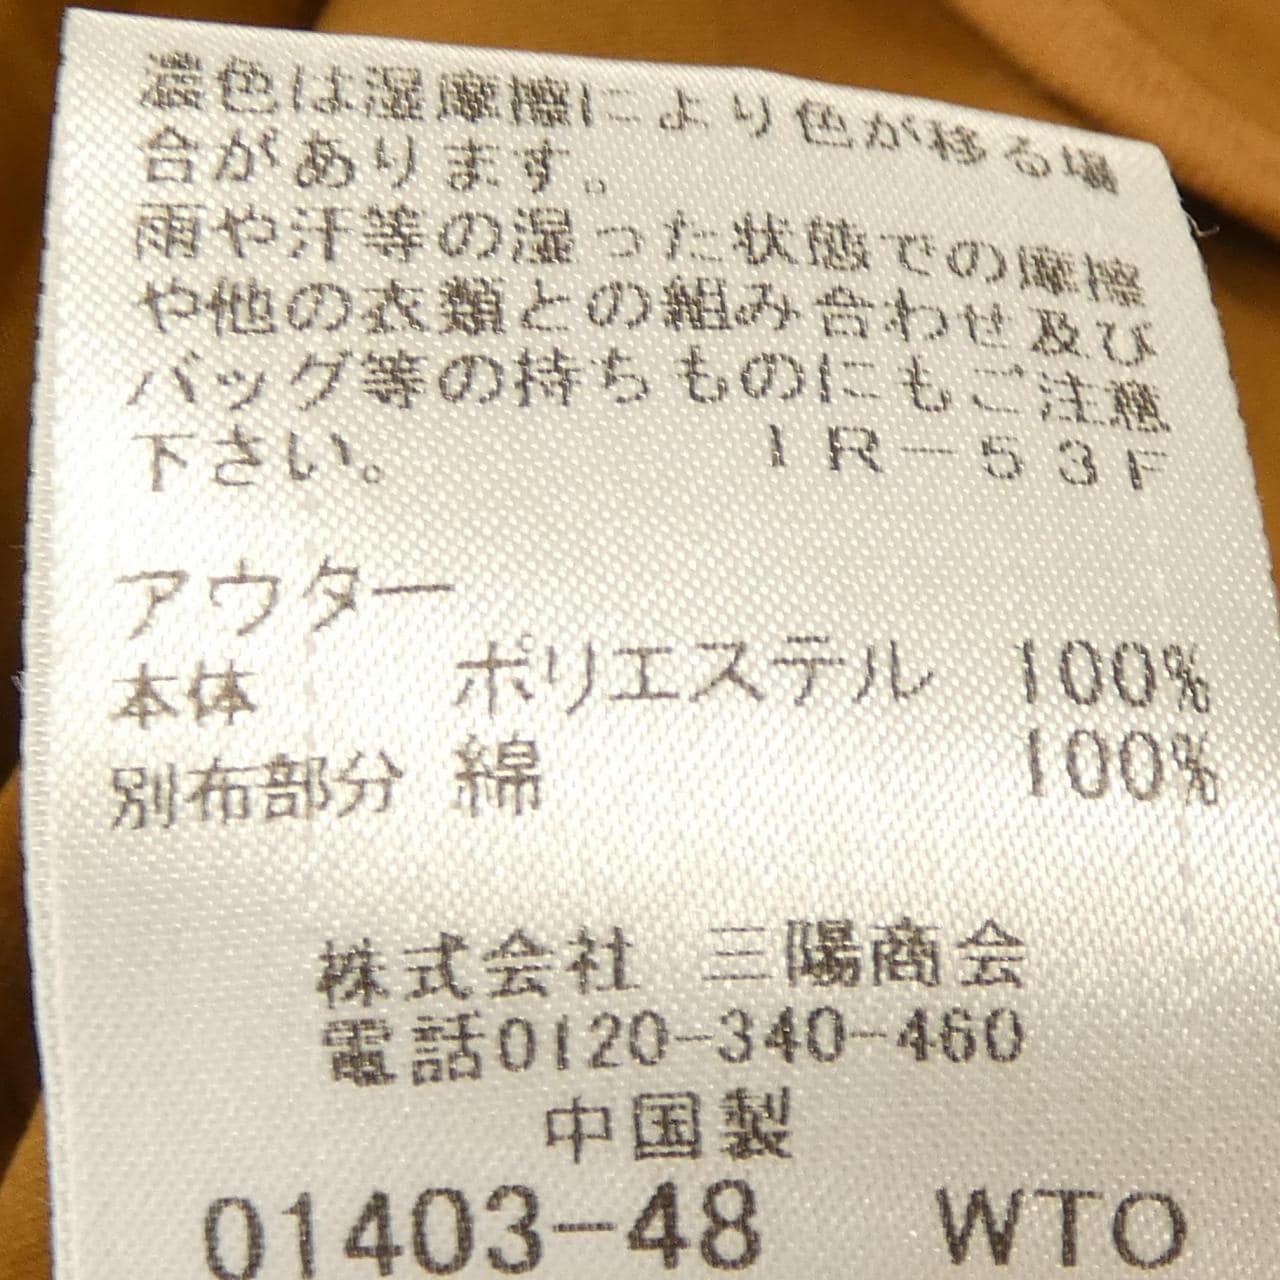 濃色は湿摩擦により色が移る場
合があります。
雨や汗等の湿った状態での摩擦
や他の衣類との組み合わせ及び
バッグ等の持ちものにもご注意
下さい。 IR-53F
アウター
本体 ポリエステル 100%
別布部分 綿 100%
株式会社 三陽商会
電話0120-340-460
中国製
01403-48 WTO